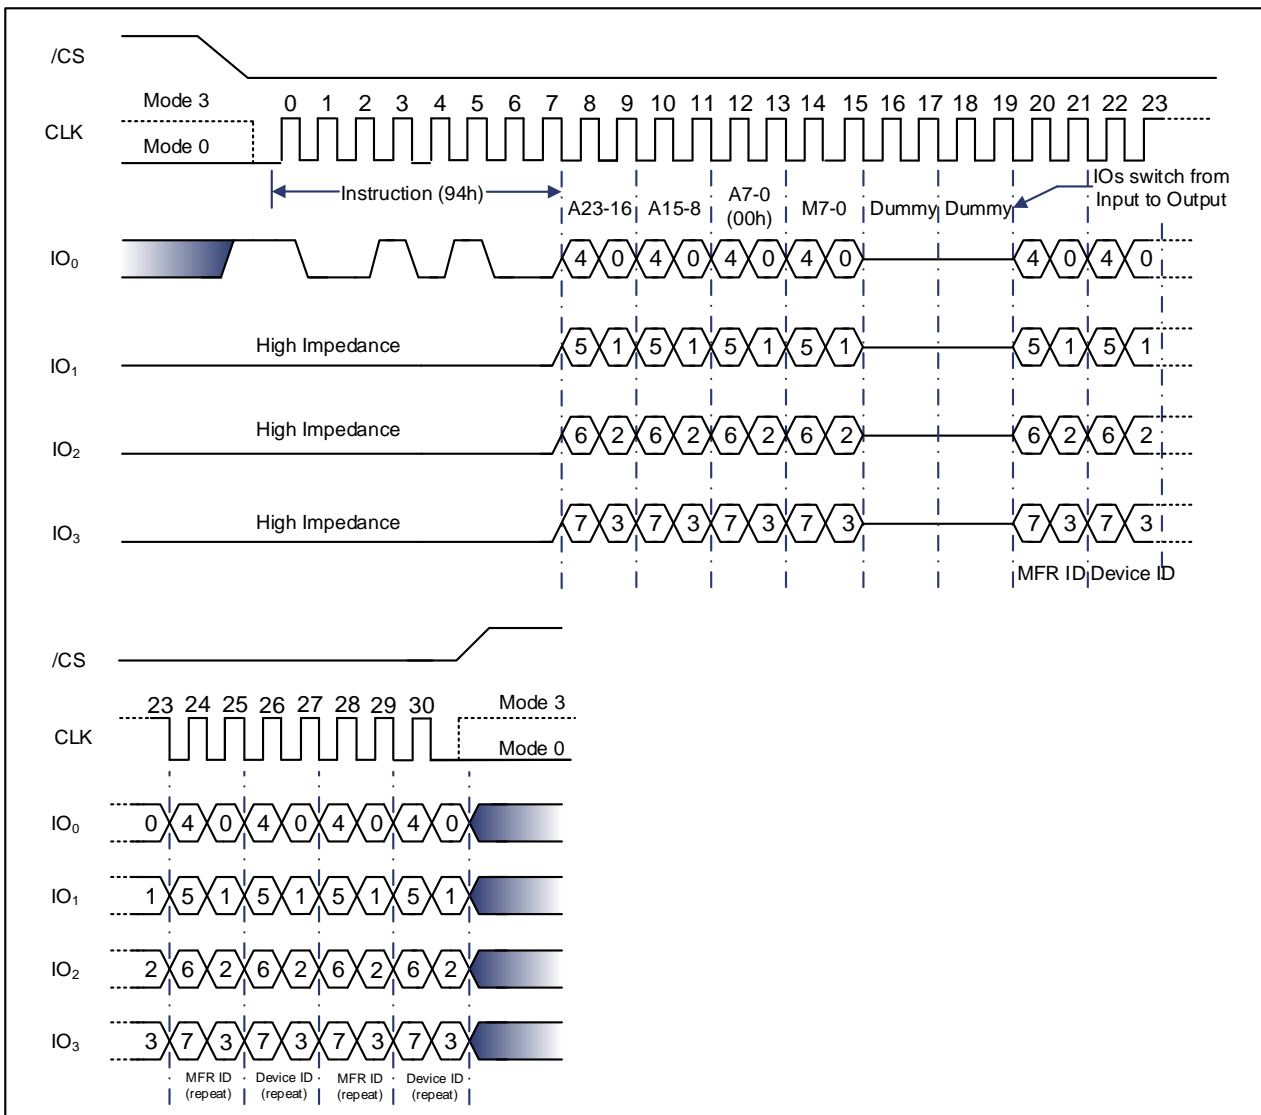 /CS
Mode 3
0 1 2 3 4 5 6 7 8 9 10 11 12 13 14 15 16 17 18 19 20 21 22 23
CLK
Mode 0
Instruction (94h)
A23-16
A15-8
A7-0
(00h)
M7-0
Dummy
Dummy
IOs switch from
Input to Output
IO₀
4 0 4 0 4 0 4 0 4 0 4 0
High Impedance
IO₁
5 1 5 1 5 1 5 1 5 1 5 1
High Impedance
IO₂
6 2 6 2 6 2 6 2 6 2 6 2
High Impedance
IO₃
7 3 7 3 7 3 7 3 7 3 7 3
MFR ID
Device ID
/CS
23 24 25 26 27 28 29 30
Mode 3
CLK
Mode 0
IO₀
0 4 0 4 0 4 0 4 0
IO₁
1 5 1 5 1 5 1 5 1
IO₂
2 6 2 6 2 6 2 6 2
IO₃
3 7 3 7 3 7 3 7 3
MFR ID
(repeat)
Device ID
(repeat)
MFR ID
(repeat)
Device ID
(repeat)